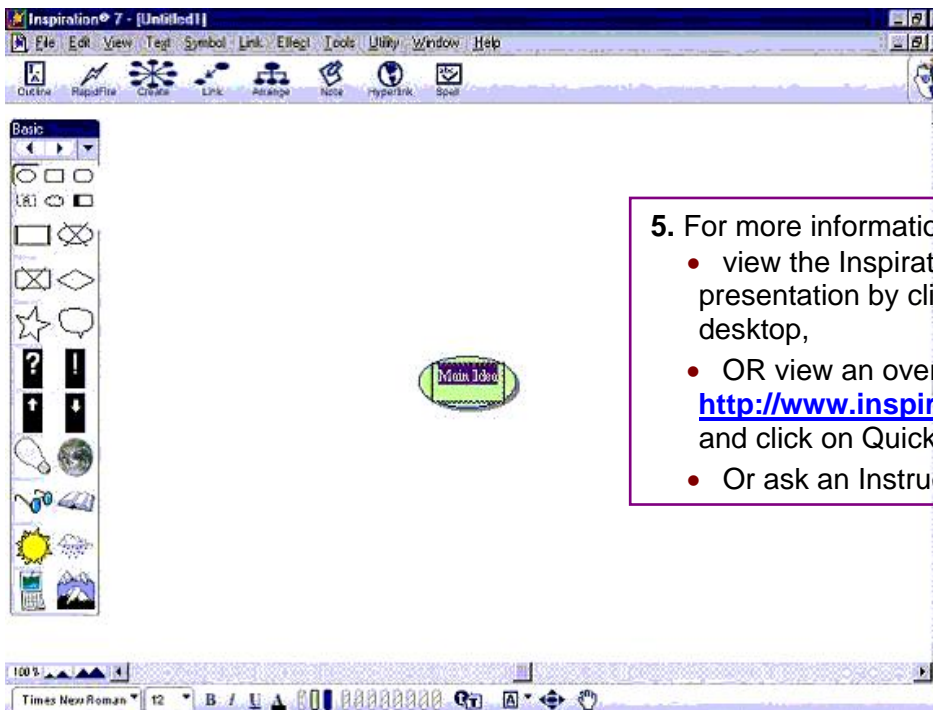 Inspiration® 7 - [Untitled1]
File Edit View Text Symbol Link Effect Tools Utility Window Help
Outline RapidFire Create Link Arrange Note Hyperlink Spell
Basic
5. For more informatio
• view the Inspirat
presentation by cli
desktop,
• OR view an over
http://www.inspir
and click on Quick
• Or ask an Instru
Main Idea
100%
Times New Roman 12 B I U A